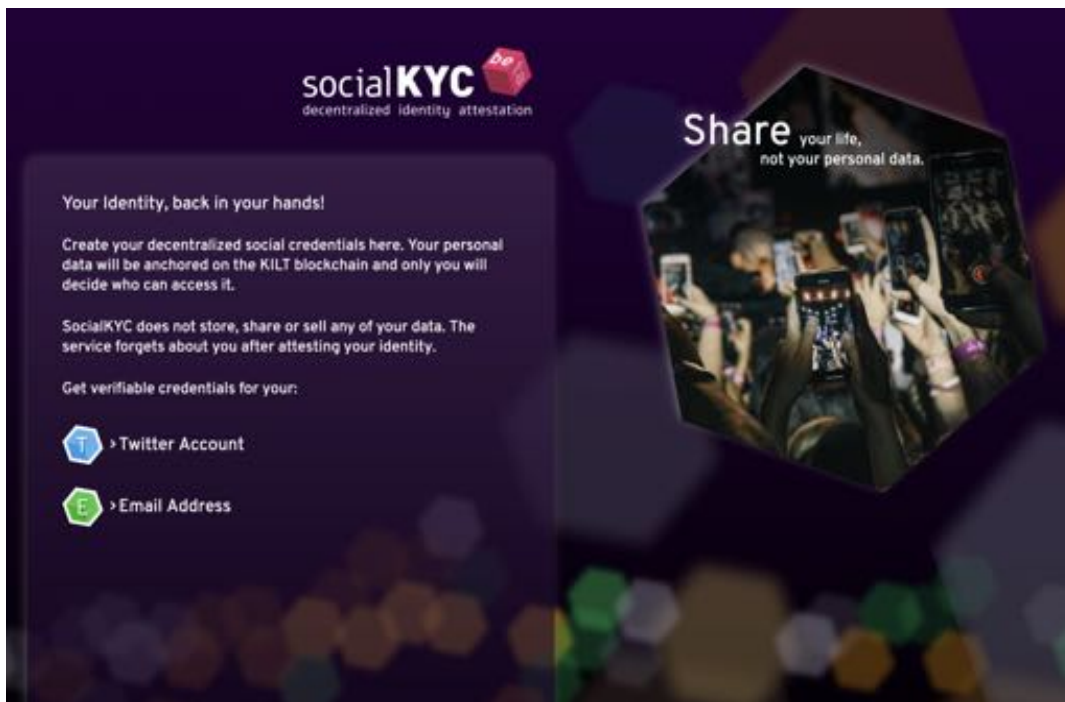 socialKYC
be
decentralized identity attestation
Share your life,
not your personal data.
Your Identity, back in your hands!
Create your decentralized social credentials here. Your personal
data will be anchored on the KILT blockchain and only you will
decide who can access it.
SocialKYC does not store, share or sell any of your data. The
service forgets about you after attesting your identity.
Get verifiable credentials for your:
T › Twitter Account
E › Email Address